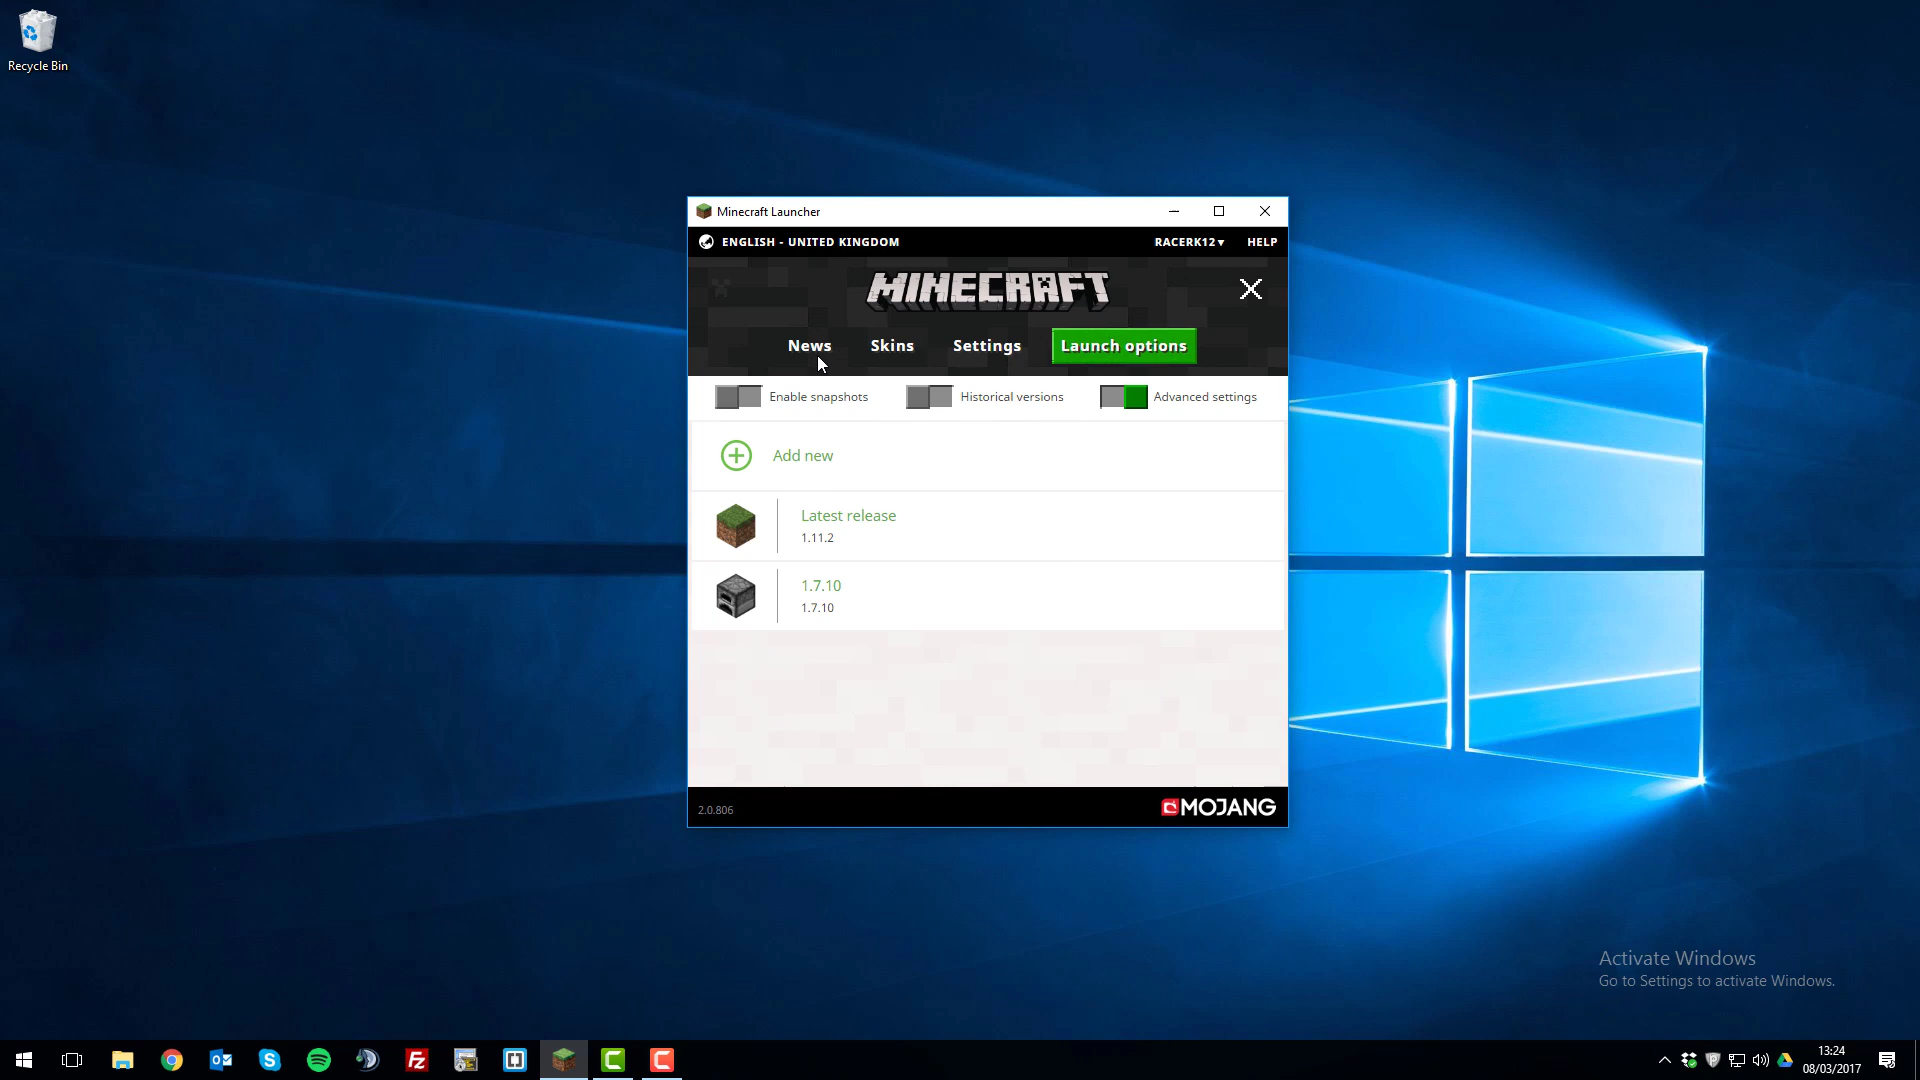 Recycle Bin
Minecraft Launcher
ENGLISH - UNITED KINGDOM
RACERK12▾
HELP
MINECRAFT
News
Skins
Settings
Launch options
Enable snapshots
Historical versions
Advanced settings
Add new
Latest release
1.11.2
1.7.10
1.7.10
2.0.806
MOJANG
Activate Windows
Go to Settings to activate Windows.
13:24
08/03/2017